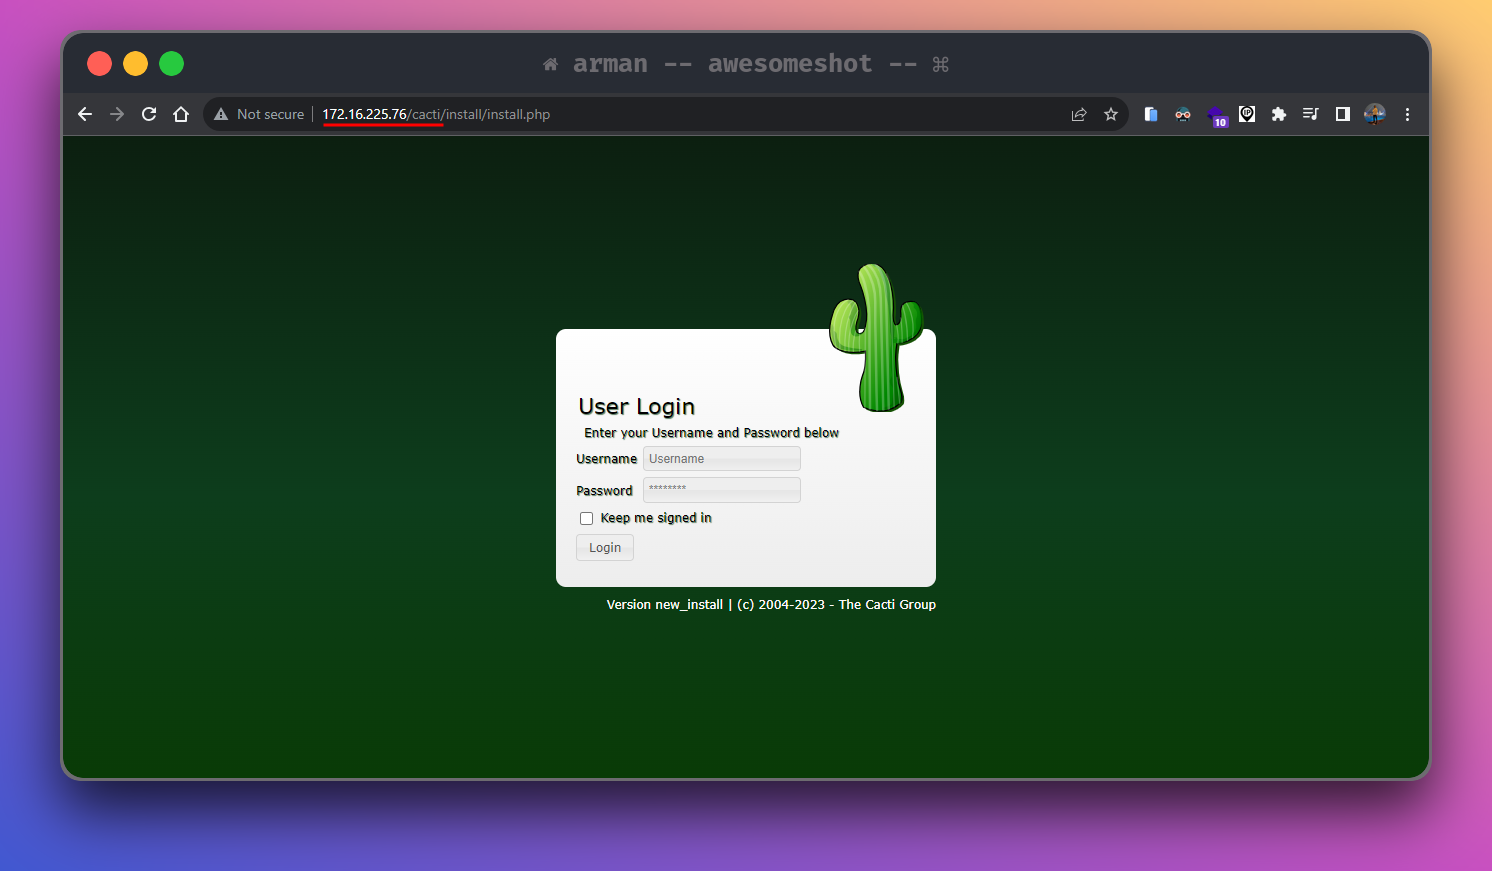 arman -- awesomeshot -- ⌘
Not secure 172.16.225.76/cacti/install/install.php
10
User Login
Enter your Username and Password below
Username Username
Password ********
Keep me signed in
Login
Version new_install | (c) 2004-2023 - The Cacti Group